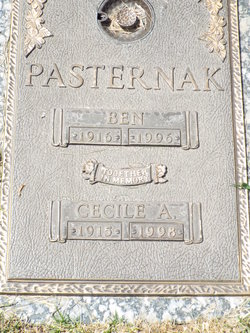 PASTERNAK
BEN
1916 1996
TOGETHER
IN MEMORY
CECILE A.
1915 1998